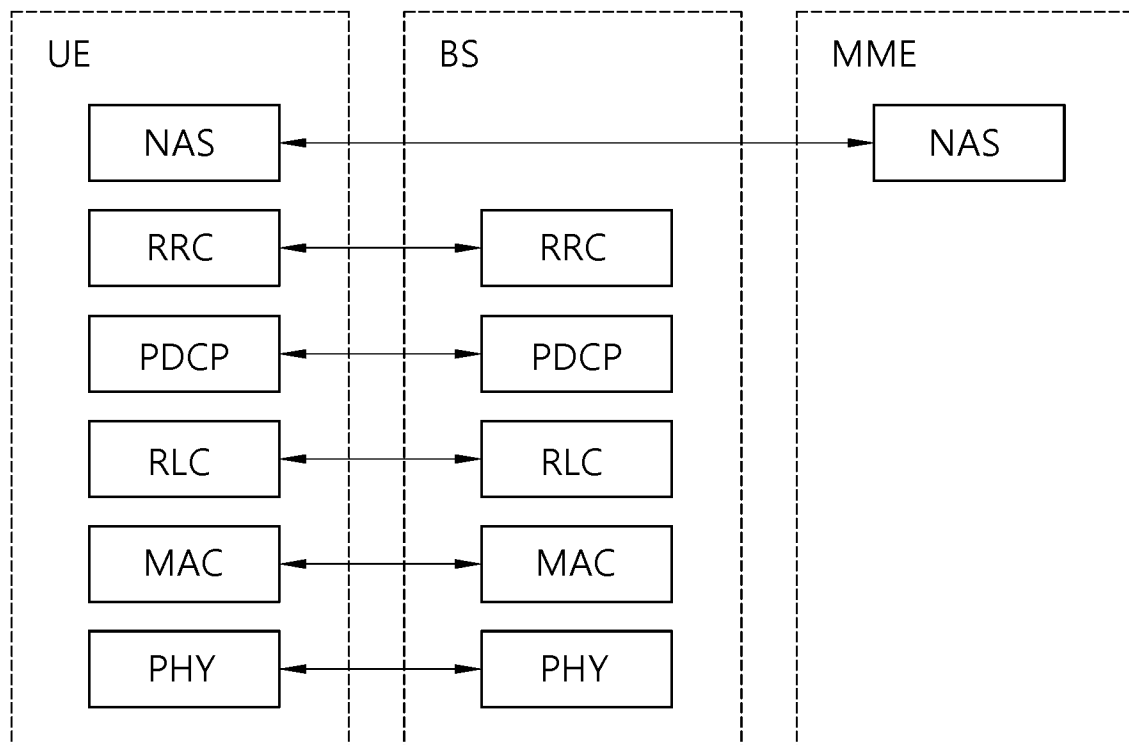 UE BS MME
NAS NAS
RRC RRC
PDCP PDCP
RLC RLC
MAC MAC
PHY PHY